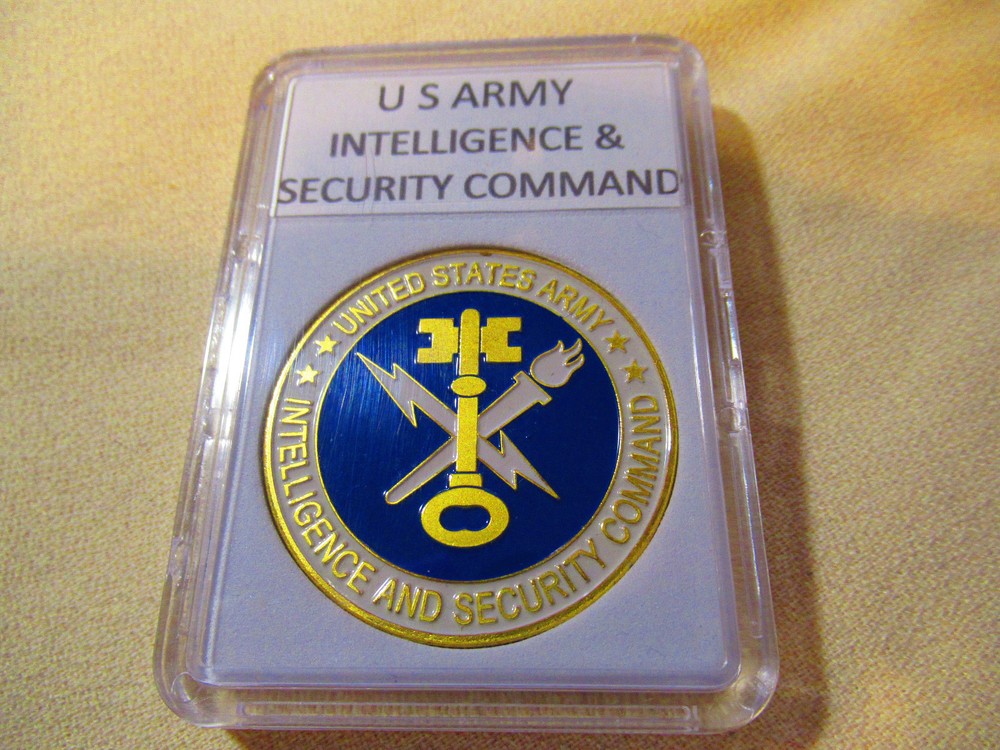 U S ARMY
INTELLIGENCE &
SECURITY COMMAND
UNITED STATES ARMY
INTELLIGENCE AND SECURITY COMMAND